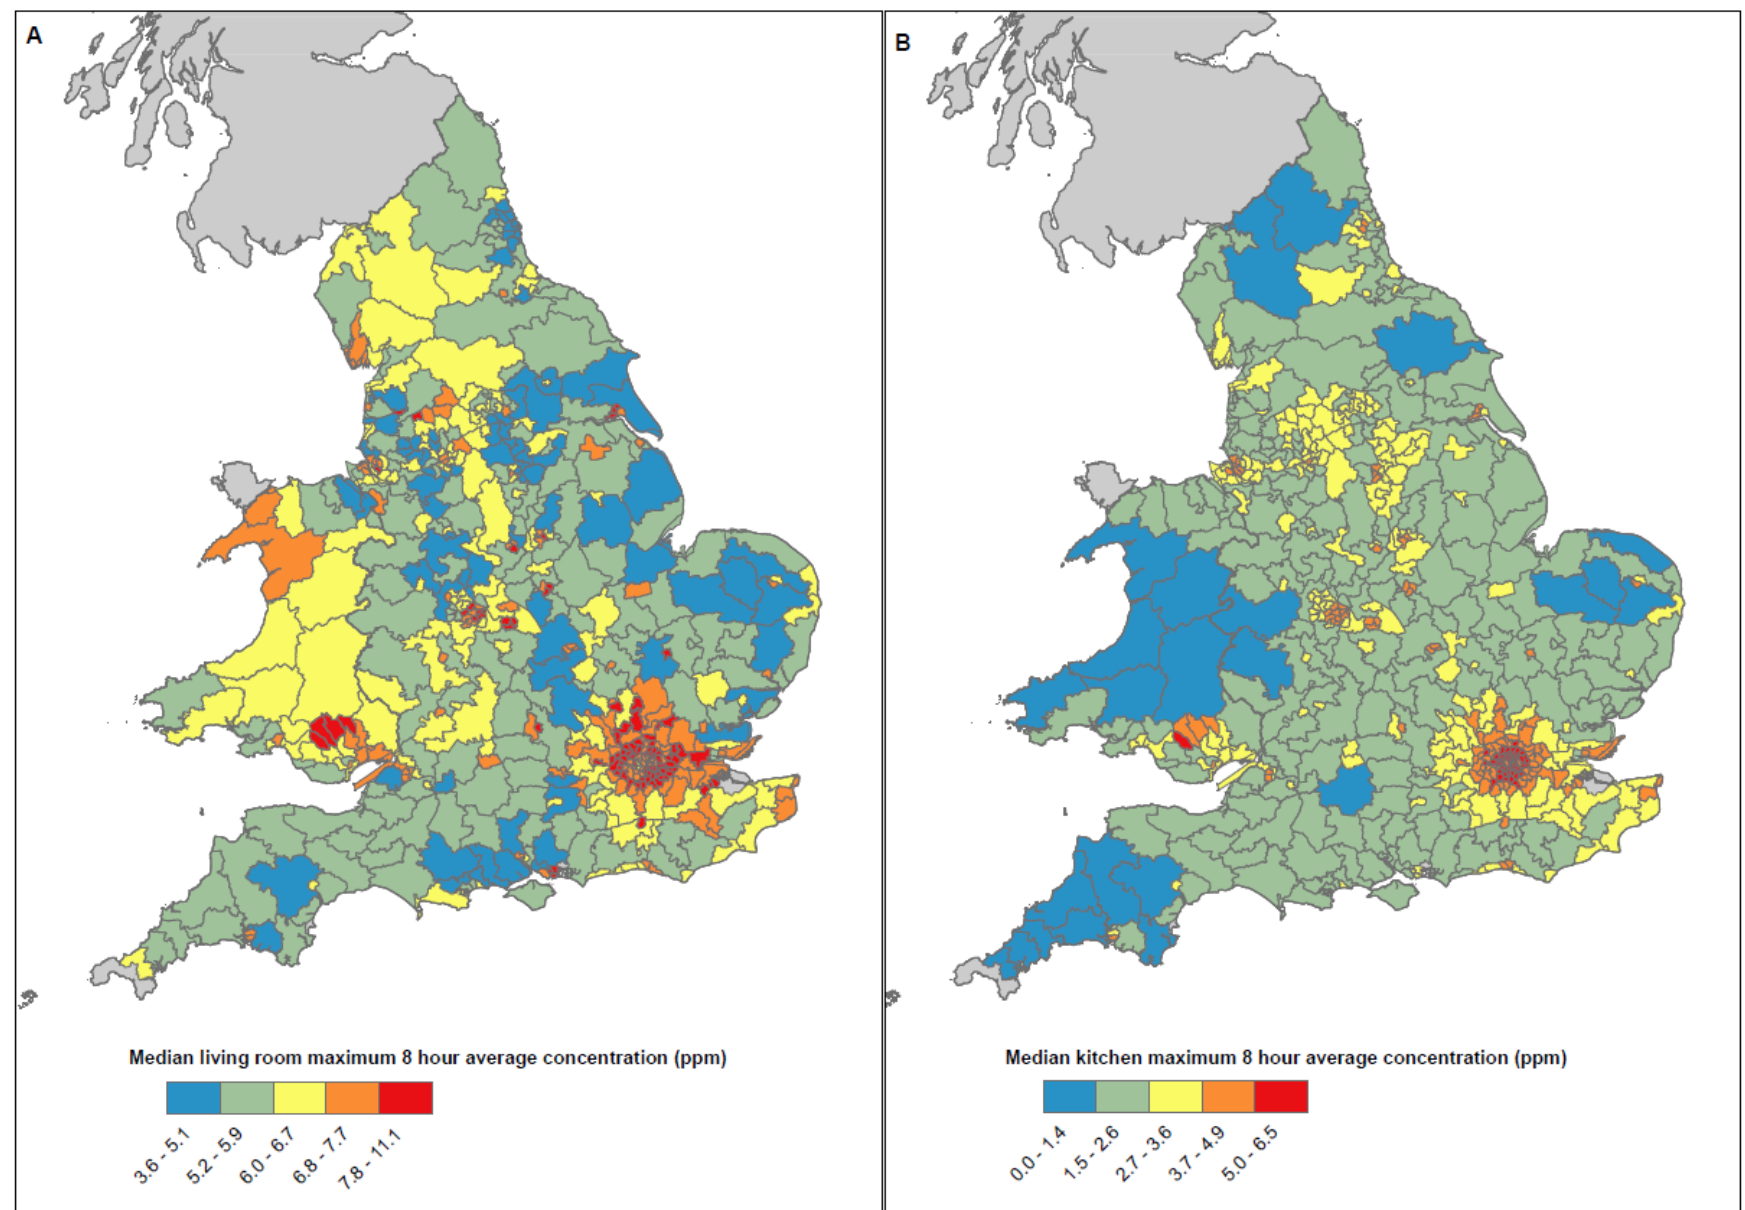 A
B
Median living room maximum 8 hour average concentration (ppm)
3.6 - 5.1
5.2 - 5.9
6.0 - 6.7
6.8 - 7.7
7.8 - 11.1
Median kitchen maximum 8 hour average concentration (ppm)
0.0 - 1.4
1.5 - 2.6
2.7 - 3.6
3.7 - 4.9
5.0 - 6.5